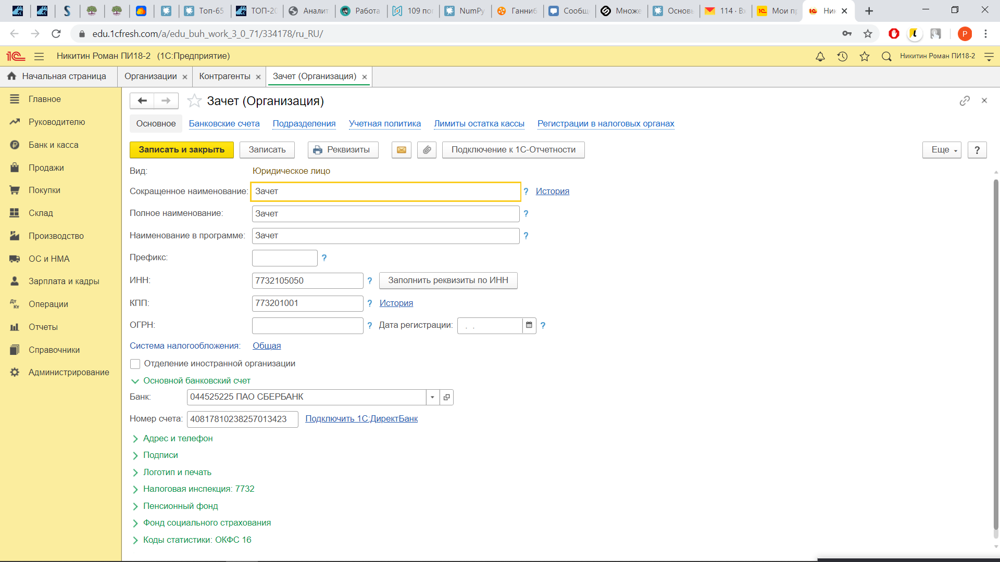 Топ-65
ТОП-20
Аналит
Работа
109 по
NumPy
Ганниб
Сообщ
Множе
Основы
114 · Вх
Мои пр
Ник
edu.1cfresh.com/a/edu_buh_work_3_0_71/334178/ru_RU/
P
1С Никитин Роман ПИ18-2 (1С:Предприятие)
Никитин Роман ПИ18-2
Начальная страница
Организации
Контрагенты
Зачет (Организация)
Главное
Руководителю
Банк и касса
Продажи
Покупки
Склад
Производство
ОС и НМА
Зарплата и кадры
Операции
Отчеты
Справочники
Администрирование
Зачет (Организация)
Основное Банковские счета Подразделения Учетная политика Лимиты остатка кассы Регистрации в налоговых органах
Записать и закрыть Записать Реквизиты Подключение к 1С-Отчетности Еще ?
Вид: Юридическое лицо
Сокращенное наименование: Зачет ? История
Полное наименование: Зачет ?
Наименование в программе: Зачет ?
Префикс: ?
ИНН: 7732105050 ? Заполнить реквизиты по ИНН
КПП: 773201001 ? История
ОГРН: ? Дата регистрации: . . ?
Система налогообложения: Общая
Отделение иностранной организации
Основной банковский счет
Банк: 044525225 ПАО СБЕРБАНК
Номер счета: 40817810238257013423 Подключить 1С:ДиректБанк
Адрес и телефон
Подписи
Логотип и печать
Налоговая инспекция: 7732
Пенсионный фонд
Фонд социального страхования
Коды статистики: ОКФС 16